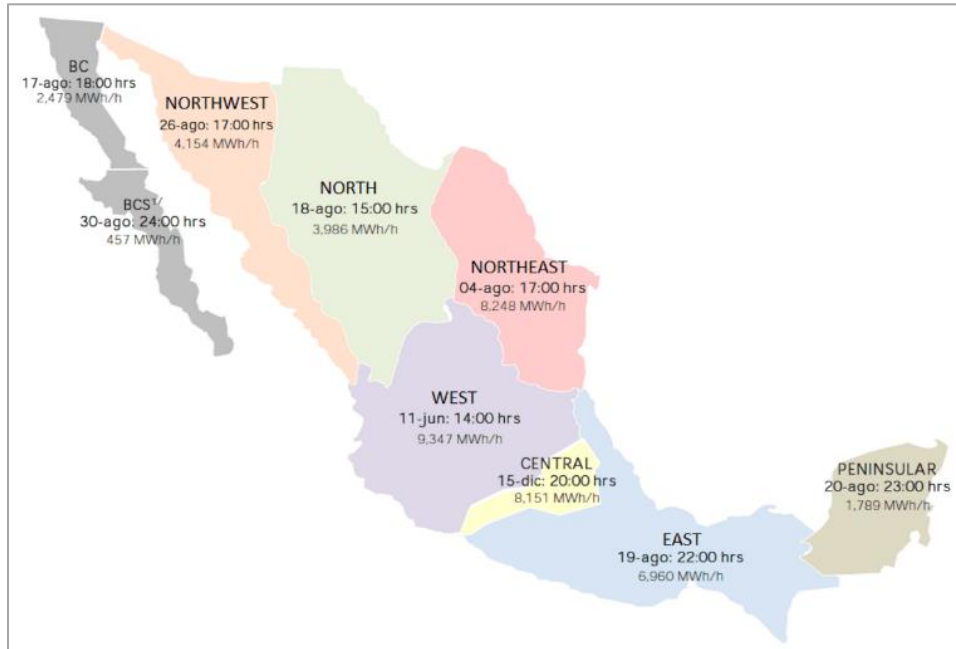 BC
17-ago: 18:00 hrs
2,479 MWh/h
NORTHWEST
26-ago: 17:00 hrs
4,154 MWh/h
BCS1/
30-ago: 24:00 hrs
457 MWh/h
NORTH
18-ago: 15:00 hrs
3,986 MWh/h
NORTHEAST
04-ago: 17:00 hrs
8,248 MWh/h
WEST
11-jun: 14:00 hrs
9,347 MWh/h
CENTRAL
15-dic: 20:00 hrs
8,151 MWh/h
PENINSULAR
20-ago: 23:00 hrs
1,789 MWh/h
EAST
19-ago: 22:00 hrs
6,960 MWh/h